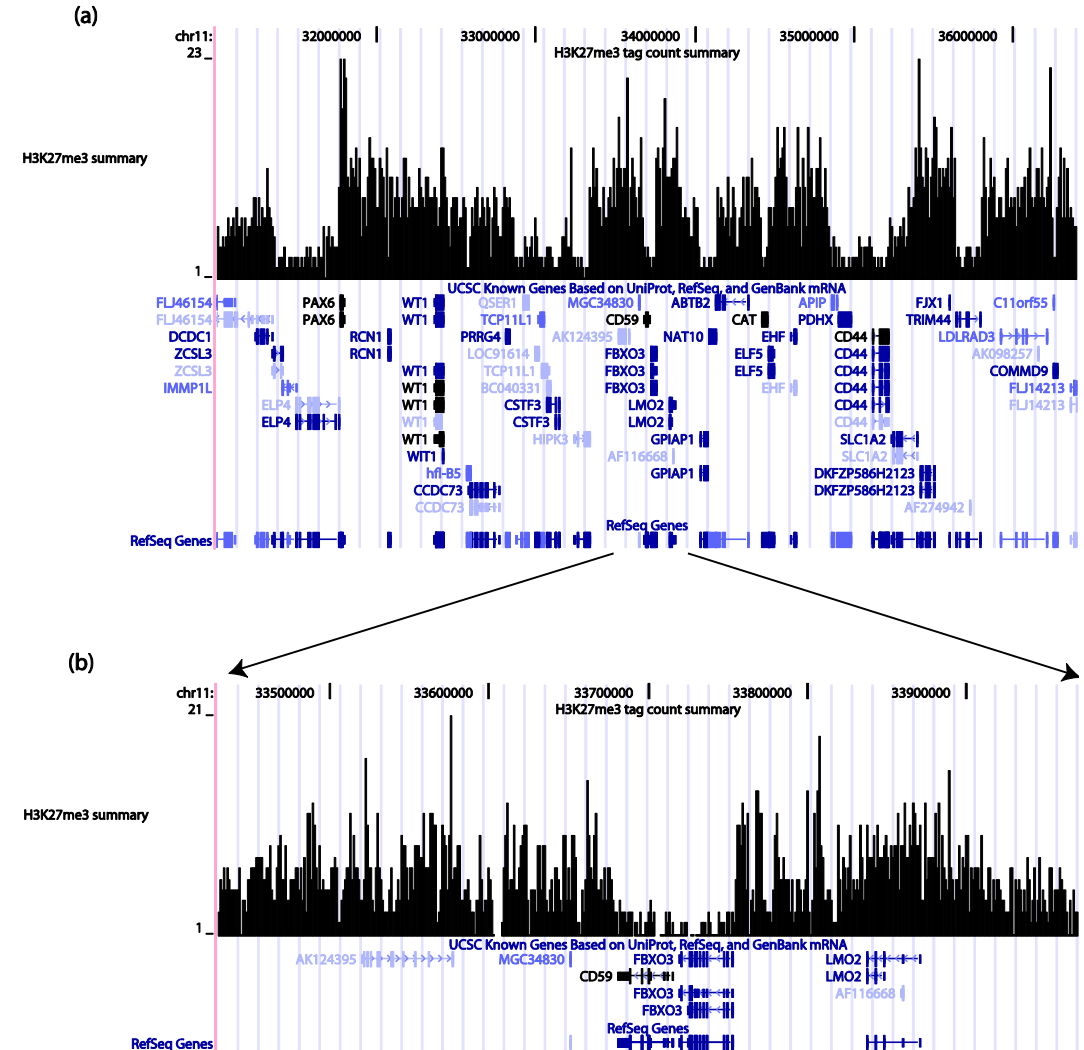 (a)
chr11: 32000000 33000000 34000000 35000000 36000000
H3K27me3 tag count summary
23
H3K27me3 summary
1
UCSC Known Genes Based on UniProt, RefSeq, and GenBank mRNA
FLJ46154 PAX6 WT1 QSER1 MGC34830 ABTB2 APIP FJX1 C11orf55
FLJ46154 PAX6 WT1 TCP11L1 CD59 CAT PDHX TRIM44
DCDC1 RCN1 PRRG4 AK124395 NAT10 EHF CD44 LDLRAD3
ZCSL3 RCN1 LOC91614 FBXO3 ELF5 CD44 AK098257
ZCSL3 WT1 TCP11L1 FBXO3 ELF5 CD44 COMMD9
IMMP1L WT1 BC040331 FBXO3 EHF CD44 FLJ14213
ELP4 WT1 CSTF3 LMO2 CD44 FLJ14213
ELP4 WT1 CSTF3 LMO2 CD44
WT1 HIPK3 GPIAP1 SLC1A2
WIT1 AF116668 SLC1A2
hfl-B5 GPIAP1 DKFZP586H2123
CCDC73 DKFZP586H2123
CCDC73 AF274942
RefSeq Genes
RefSeq Genes
(b)
chr11: 33500000 33600000 33700000 33800000 33900000
H3K27me3 tag count summary
21
H3K27me3 summary
1
UCSC Known Genes Based on UniProt, RefSeq, and GenBank mRNA
AK124395 MGC34830 FBXO3 LMO2
CD59 LMO2
FBXO3 AF116668
FBXO3
RefSeq Genes
RefSeq Genes